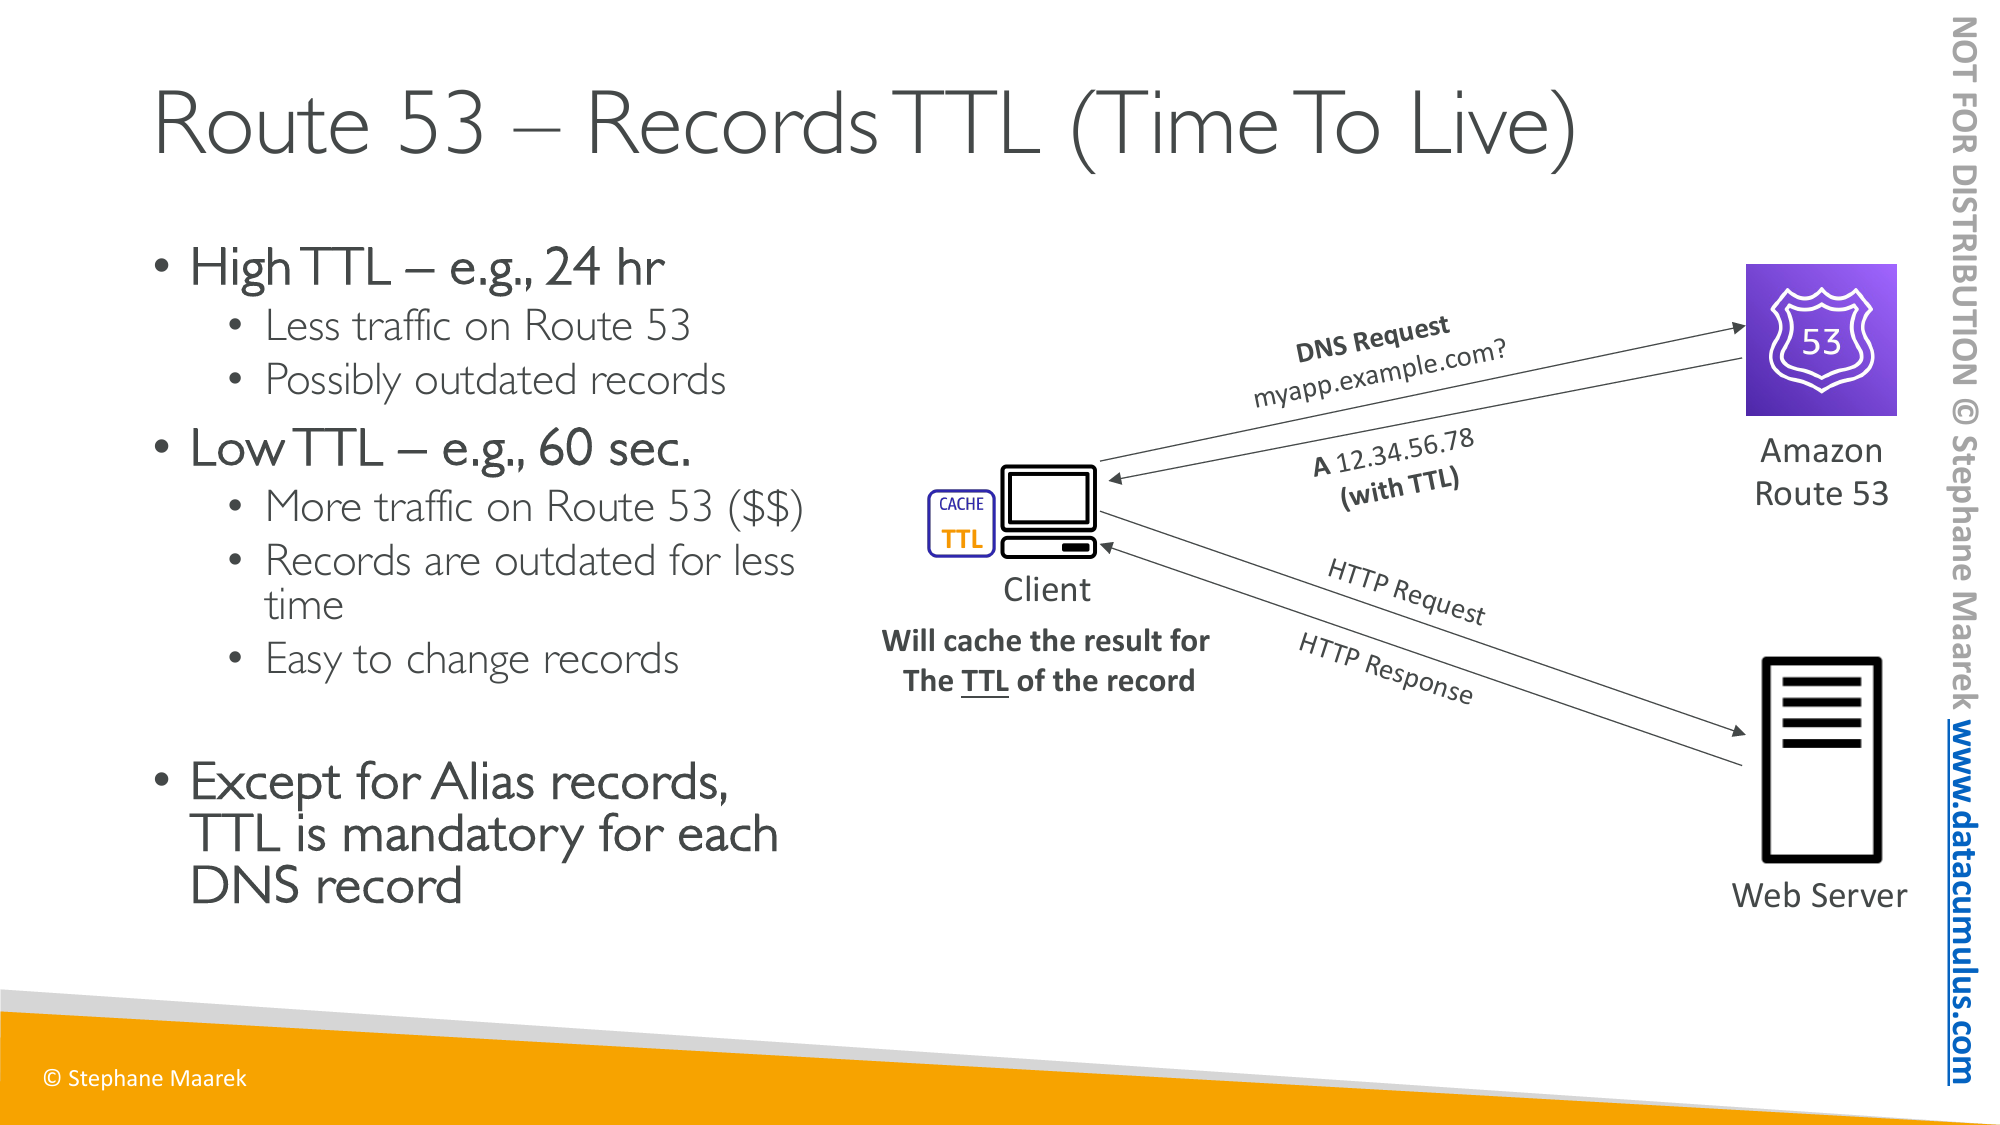 Route 53 – Records TTL (Time To Live)
• High TTL – e.g., 24 hr
• Less traffic on Route 53
• Possibly outdated records
• Low TTL – e.g., 60 sec.
• More traffic on Route 53 ($$)
• Records are outdated for less
time
• Easy to change records
• Except for Alias records,
TTL is mandatory for each
DNS record
DNS Request
myapp.example.com?
A 12.34.56.78
(with TTL)
53
Amazon
Route 53
CACHE
TTL
Client
Will cache the result for
The TTL of the record
HTTP Request
HTTP Response
Web Server
© Stephane Maarek
NOT FOR DISTRIBUTION © Stephane Maarek www.datacumulus.com